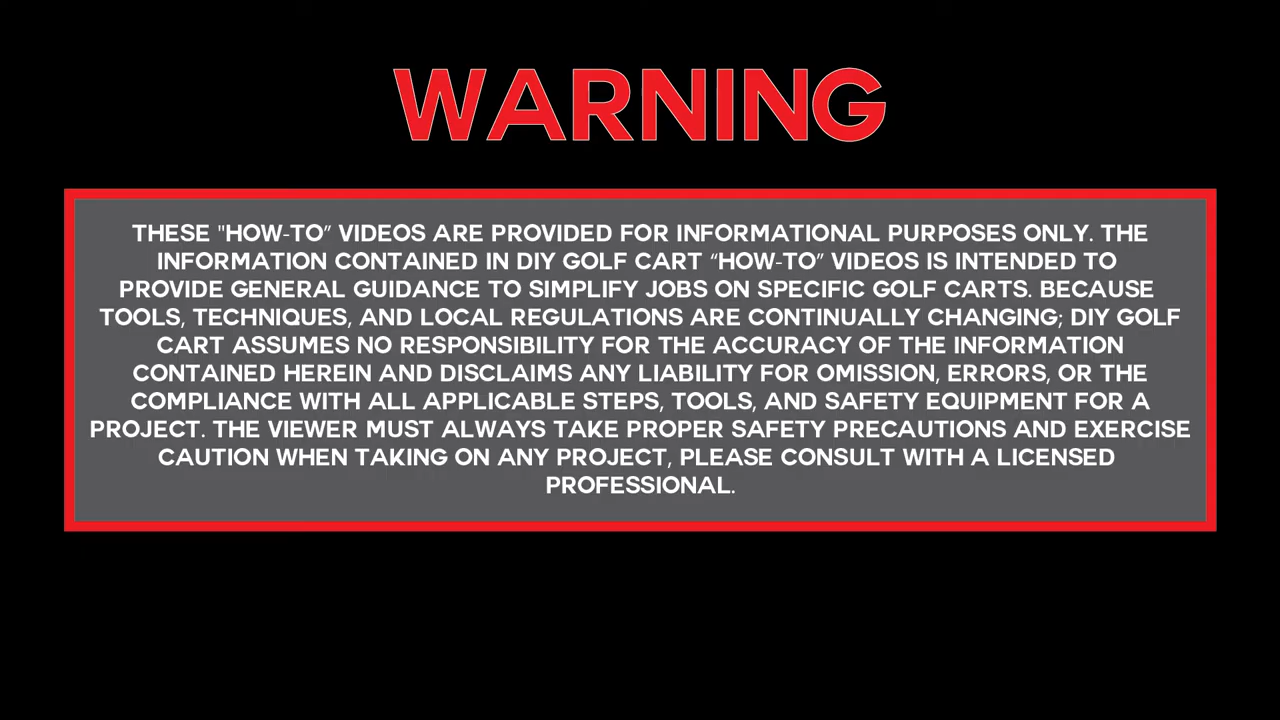 WARNING
THESE "HOW-TO” VIDEOS ARE PROVIDED FOR INFORMATIONAL PURPOSES ONLY. THE
INFORMATION CONTAINED IN DIY GOLF CART “HOW-TO” VIDEOS IS INTENDED TO
PROVIDE GENERAL GUIDANCE TO SIMPLIFY JOBS ON SPECIFIC GOLF CARTS. BECAUSE
TOOLS, TECHNIQUES, AND LOCAL REGULATIONS ARE CONTINUALLY CHANGING; DIY GOLF
CART ASSUMES NO RESPONSIBILITY FOR THE ACCURACY OF THE INFORMATION
CONTAINED HEREIN AND DISCLAIMS ANY LIABILITY FOR OMISSION, ERRORS, OR THE
COMPLIANCE WITH ALL APPLICABLE STEPS, TOOLS, AND SAFETY EQUIPMENT FOR A
PROJECT. THE VIEWER MUST ALWAYS TAKE PROPER SAFETY PRECAUTIONS AND EXERCISE
CAUTION WHEN TAKING ON ANY PROJECT, PLEASE CONSULT WITH A LICENSED
PROFESSIONAL.